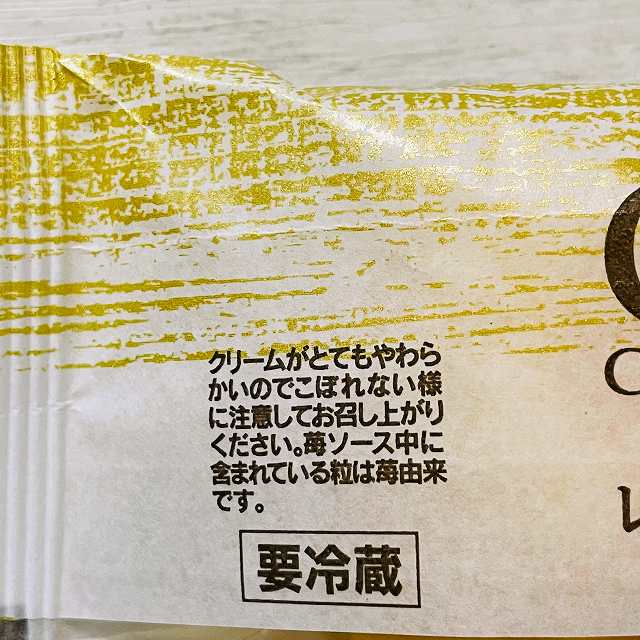 クリームがとてもやわら
かいのでこぼれない様
に注意してお召し上がり
ください。苺ソース中に
含まれている粒は苺由来
です。
要冷蔵